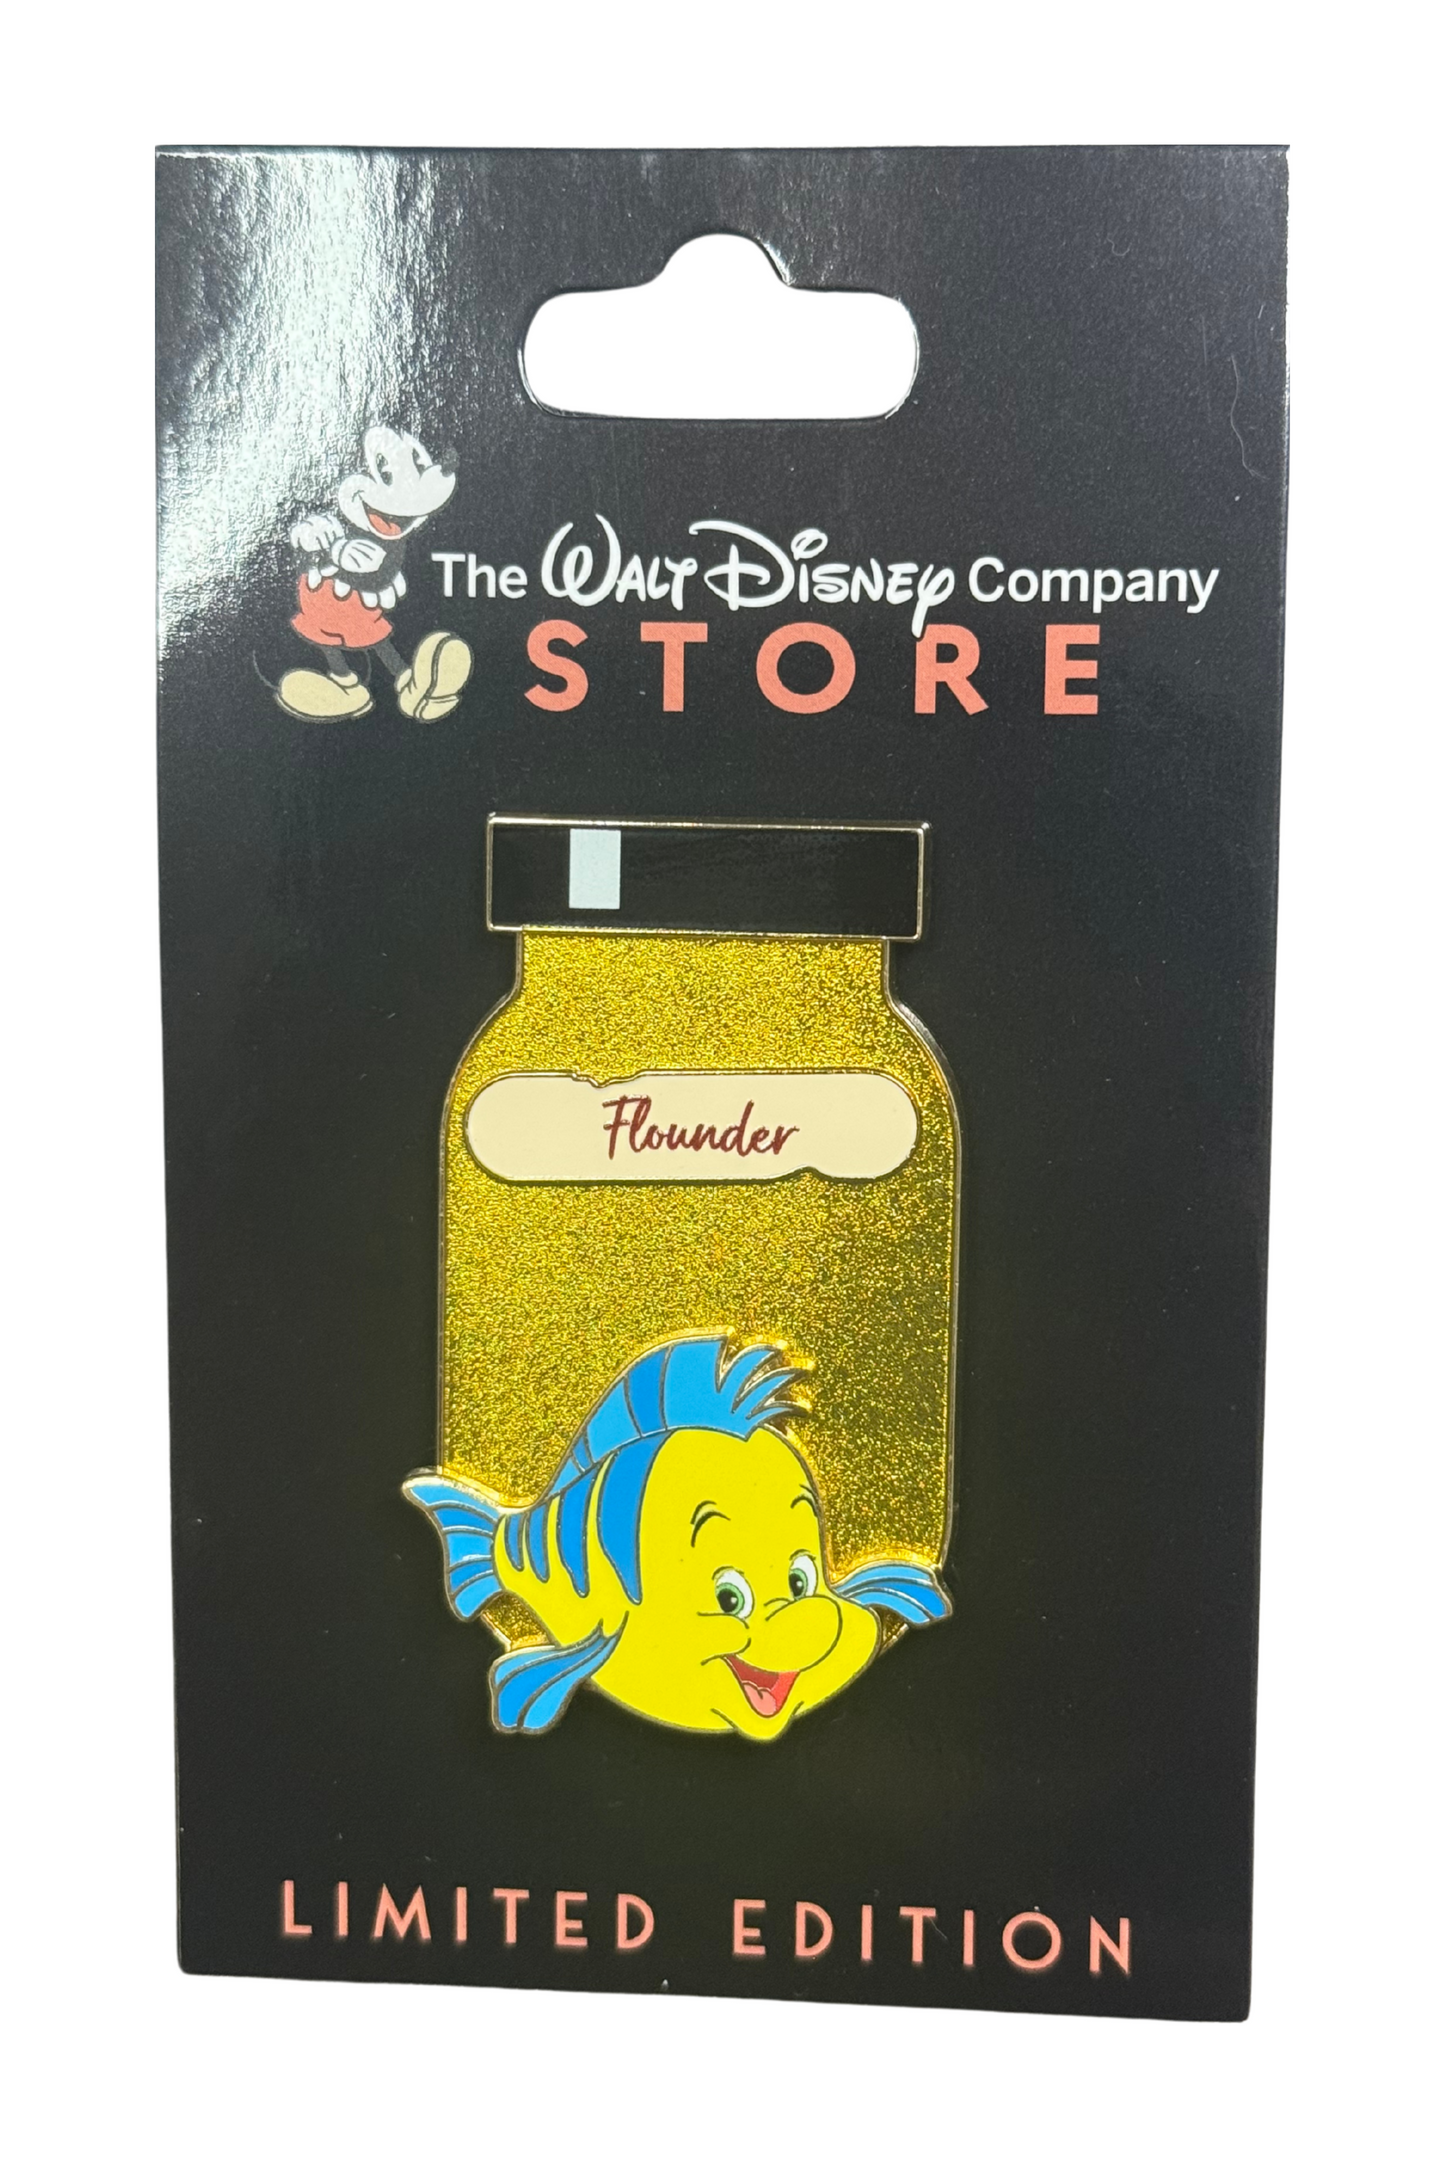 The WALT DISNEY Company
STORE
Flounder
LIMITED EDITION